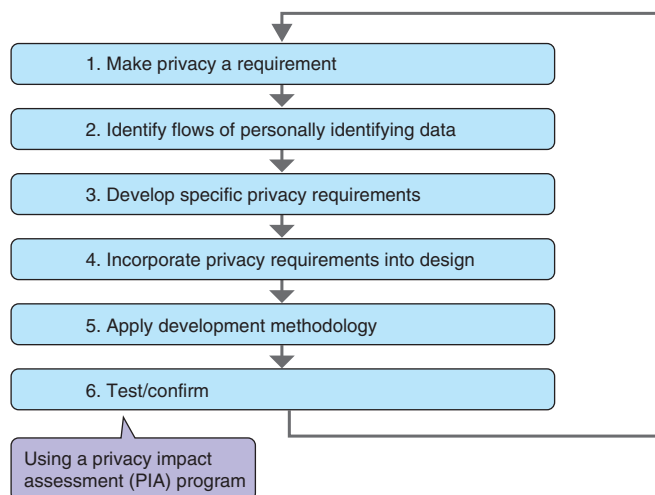 1. Make privacy a requirement
2. Identify flows of personally identifying data
3. Develop specific privacy requirements
4. Incorporate privacy requirements into design
5. Apply development methodology
6. Test/confirm
Using a privacy impact
assessment (PIA) program